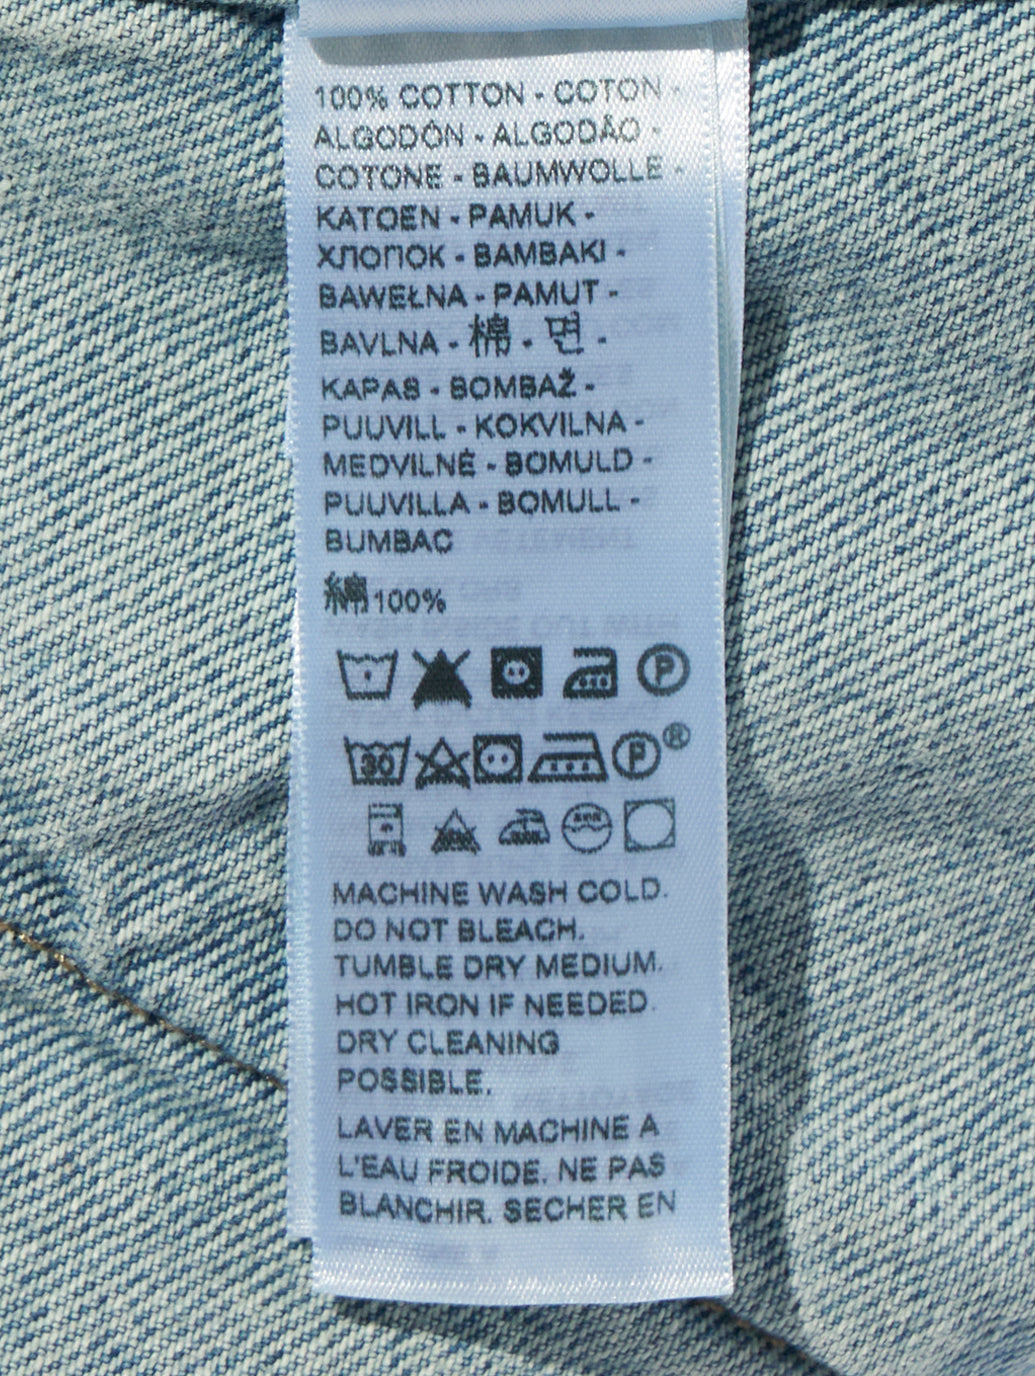 100% COTTON - COTON -
ALGODÓN - ALGODÃO -
COTONE - BAUMWOLLE -
KATOEN - PAMUK -
ХЛОПОК - BAMBAKI -
BAWEŁNA - PAMUT -
BAVLNA - 棉 - 면 -
KAPAS - BOMBAŽ -
PUUVILL - KOKVILNA -
MEDVILNĖ - BOMULD -
PUUVILLA - BOMULL -
BUMBAC
綿100%
P
30 P®
MACHINE WASH COLD.
DO NOT BLEACH.
TUMBLE DRY MEDIUM.
HOT IRON IF NEEDED.
DRY CLEANING
POSSIBLE.
LAVER EN MACHINE A
L'EAU FROIDE. NE PAS
BLANCHIR. SECHER EN